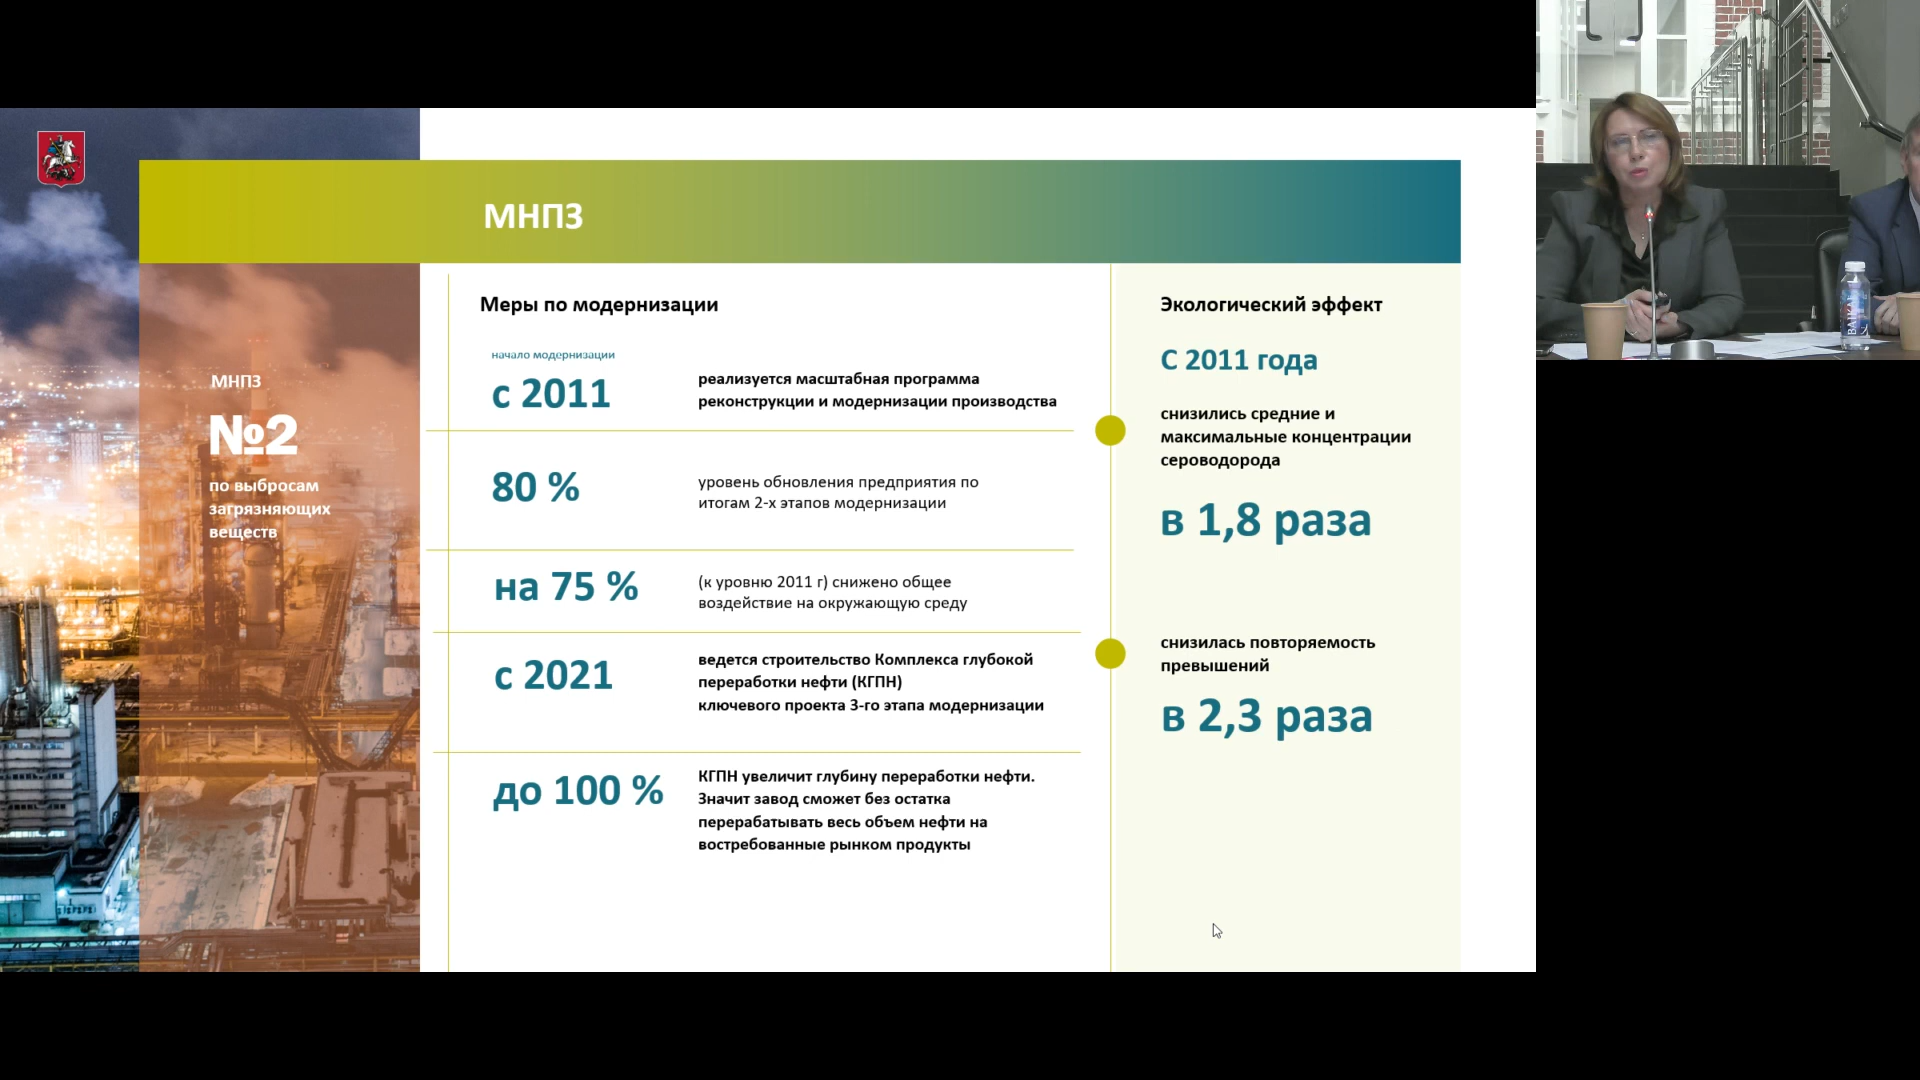 МНПЗ
МНПЗ
№2
по выбросам
загрязняющих
веществ
Меры по модернизации
начало модернизации
с 2011
реализуется масштабная программа
реконструкции и модернизации производства
80 %
уровень обновления предприятия по
итогам 2-х этапов модернизации
на 75 %
(к уровню 2011 г) снижено общее
воздействие на окружающую среду
с 2021
ведется строительство Комплекса глубокой
переработки нефти (КГПН)
ключевого проекта 3-го этапа модернизации
до 100 %
КГПН увеличит глубину переработки нефти.
Значит завод сможет без остатка
перерабатывать весь объем нефти на
востребованные рынком продукты
Экологический эффект
С 2011 года
снизились средние и
максимальные концентрации
сероводорода
в 1,8 раза
снизилась повторяемость
превышений
в 2,3 раза